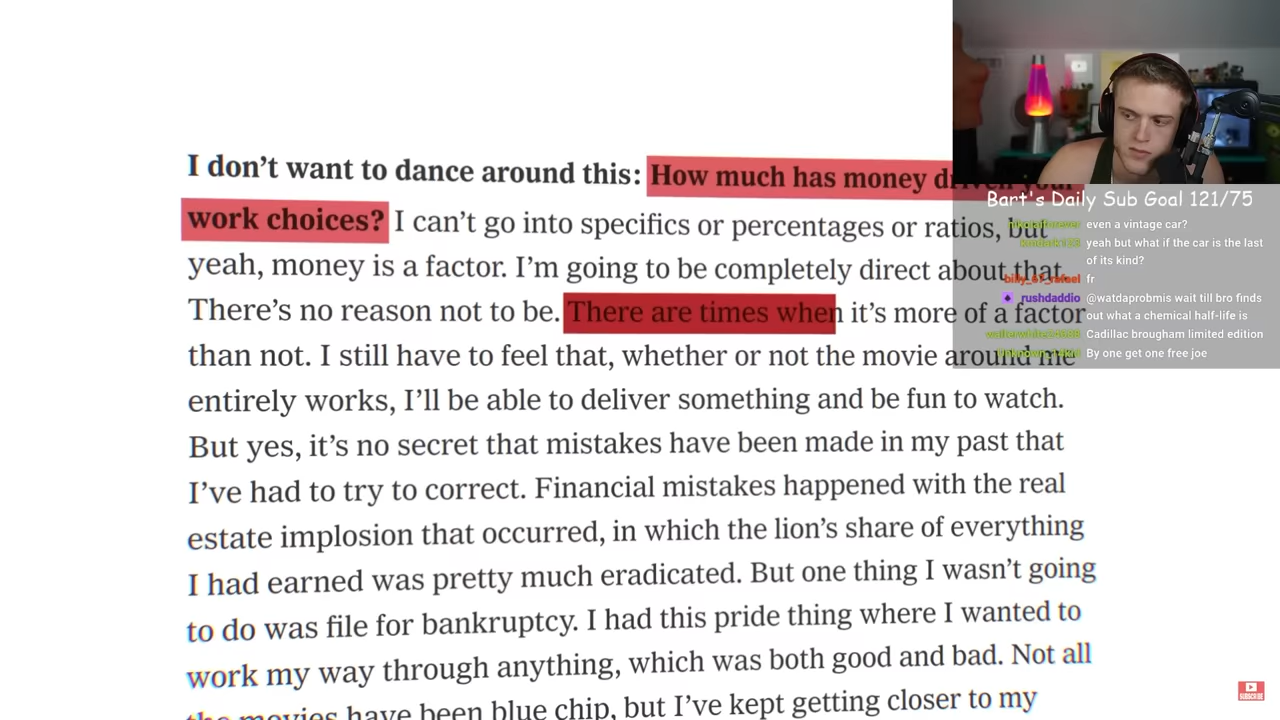 I don’t want to dance around this: How much has money driven your
work choices? I can’t go into specifics or percentages or ratios, but
yeah, money is a factor. I’m going to be completely direct about that.
There’s no reason not to be. There are times when it’s more of a factor
than not. I still have to feel that, whether or not the movie around me
entirely works, I’ll be able to deliver something and be fun to watch.
But yes, it’s no secret that mistakes have been made in my past that
I’ve had to try to correct. Financial mistakes happened with the real
estate implosion that occurred, in which the lion’s share of everything
I had earned was pretty much eradicated. But one thing I wasn’t going
to do was file for bankruptcy. I had this pride thing where I wanted to
work my way through anything, which was both good and bad. Not all
the movies have been blue chip, but I’ve kept getting closer to my
Bart's Daily Sub Goal 121/75
even a vintage car?
yeah but what if the car is the last
of its kind?
fr
_rushdaddio @watdaprobmis wait till bro finds
out what a chemical half-life is
Cadillac brougham limited edition
By one get one free joe
SUBSCRIBE